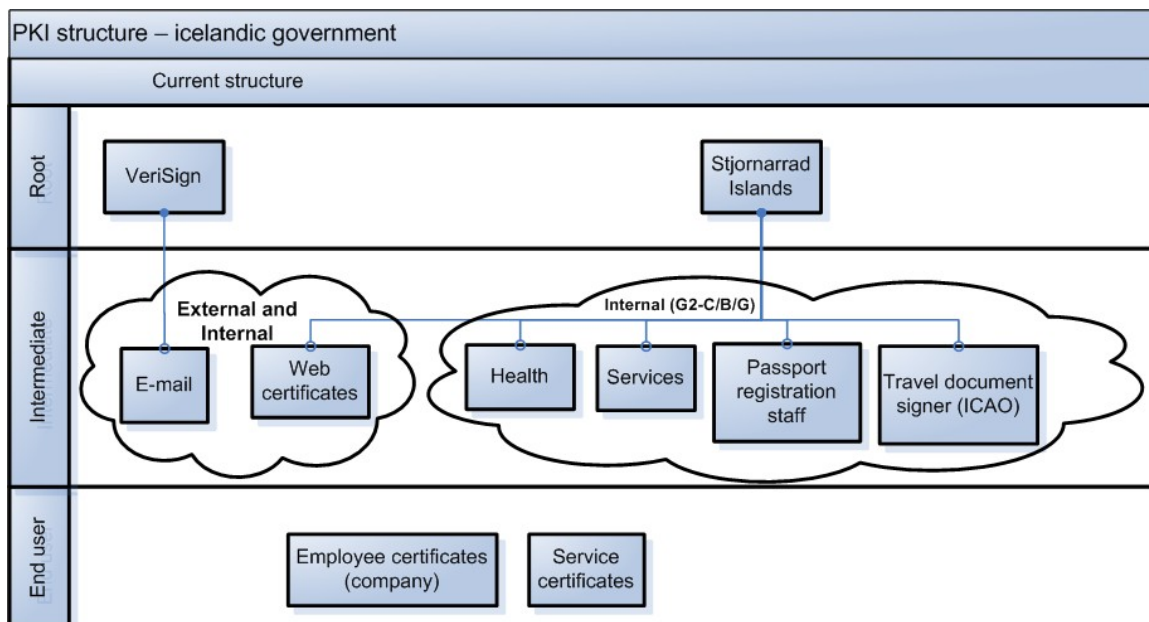 PKI structure – icelandic government
Current structure
Root
VeriSign
Stjornarrad
Islands
Intermediate
External and
Internal
Internal (G2-C/B/G)
E-mail
Web
certificates
Health
Services
Passport
registration
staff
Travel document
signer (ICAO)
End user
Employee certificates
(company)
Service
certificates